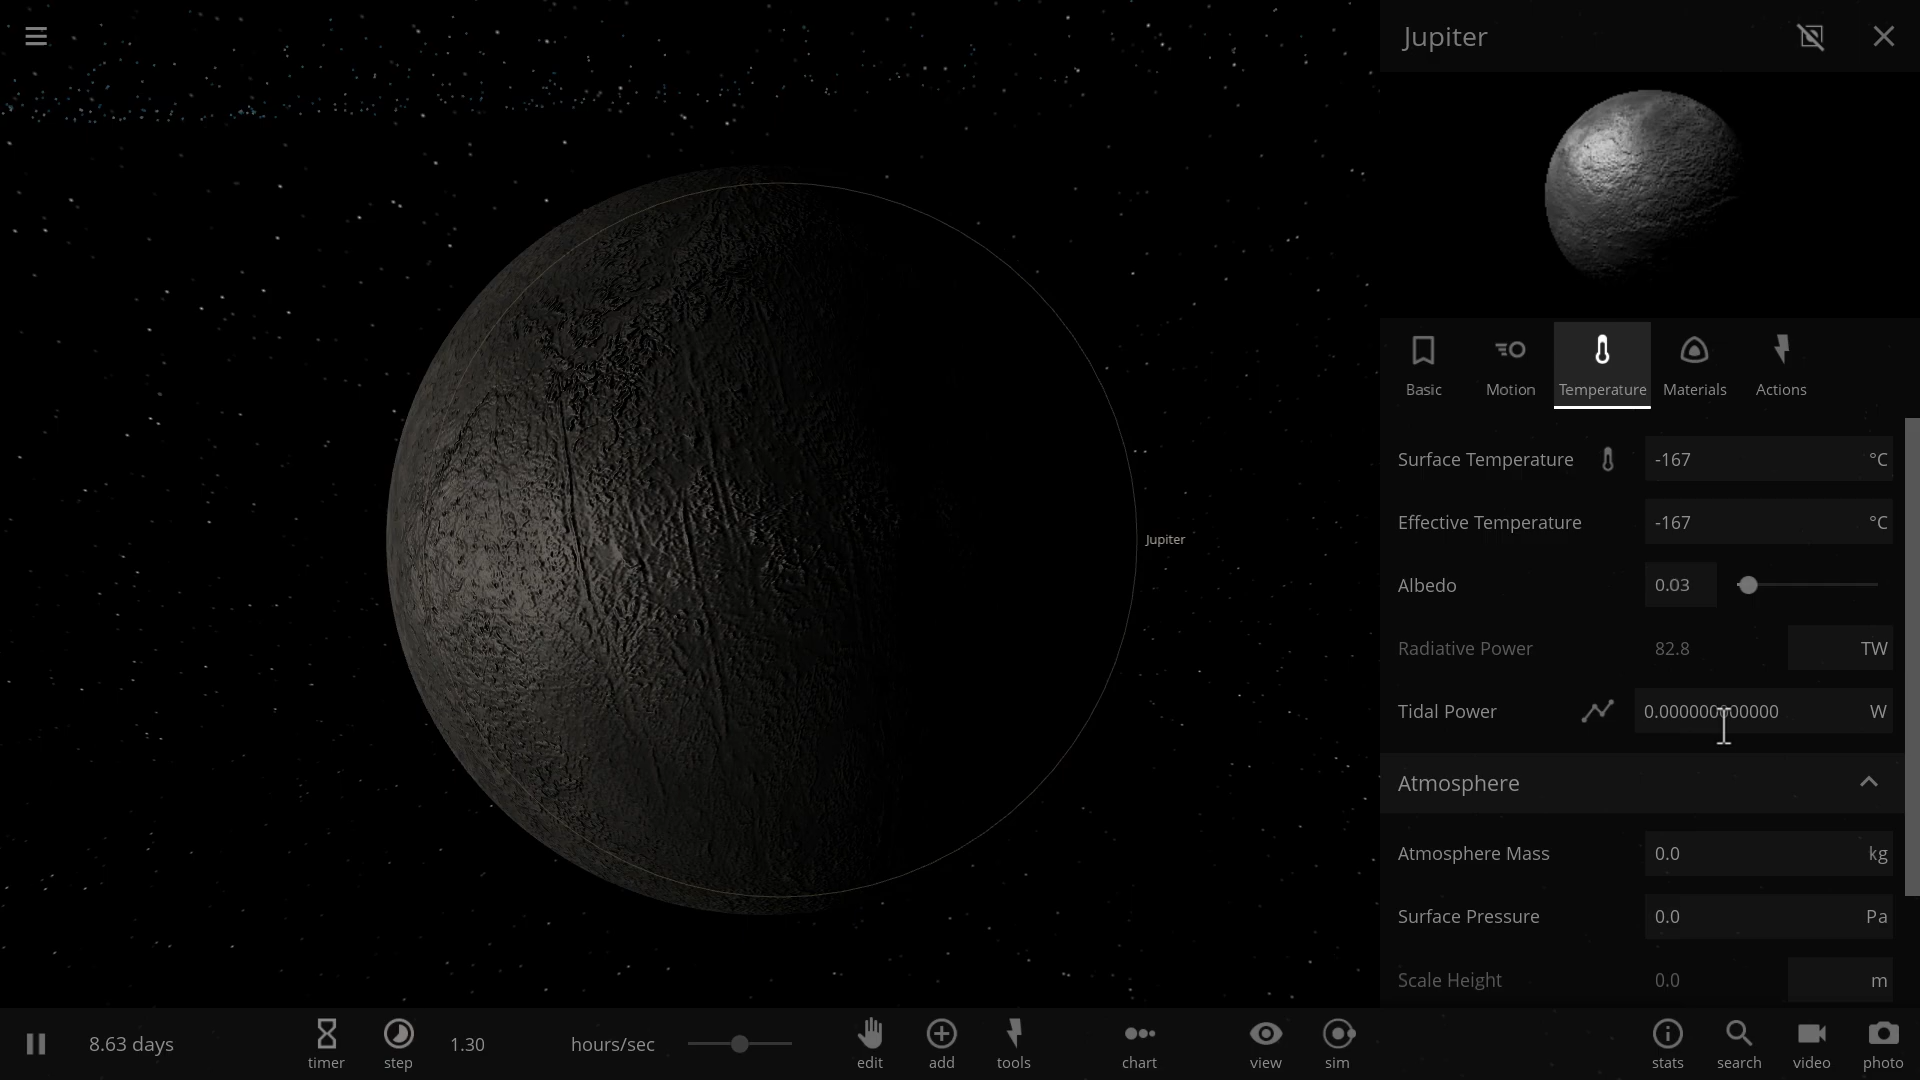 Jupiter
Basic
Motion
Temperature
Materials
Actions
Surface Temperature -167 °C
Effective Temperature -167 °C
Albedo 0.03
Radiative Power 82.8 TW
Tidal Power 0.000000000000 W
Atmosphere
Atmosphere Mass 0.0 kg
Surface Pressure 0.0 Pa
Scale Height 0.0 m
Jupiter
8.63 days
timer
step
1.30 hours/sec
edit
add
tools
chart
view
sim
stats
search
video
photo